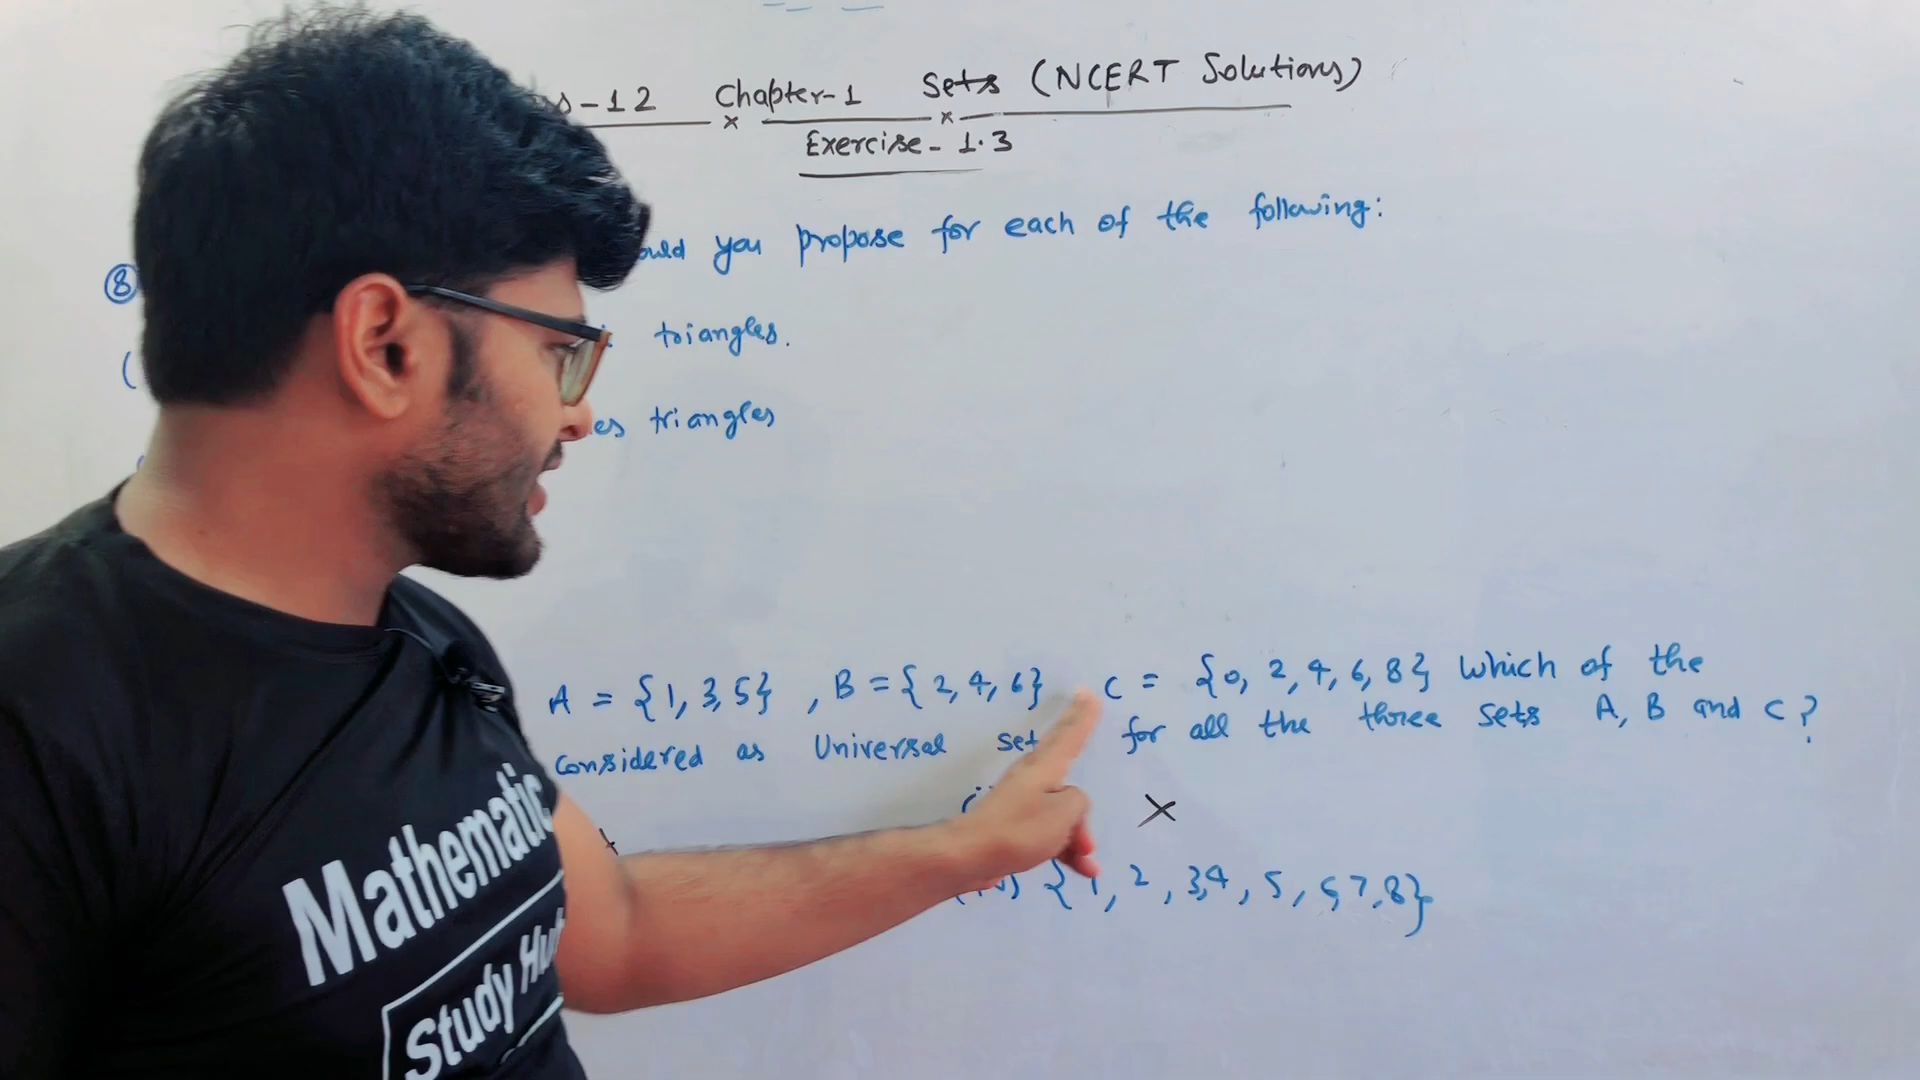 s-12 Chapter-1 Sets (NCERT Solutions)
Exercise - 1.3
⑧ ould you propose for each of the following:
( triangles.
es triangles
A = {1, 3, 5} , B = {2, 4, 6} C = {0, 2, 4, 6, 8} Which of the
Considered as Universal set for all the three sets A, B and C ?
×
{1, 2, 3,4, 5, 6,7,8}
Mathematic
Study Hu